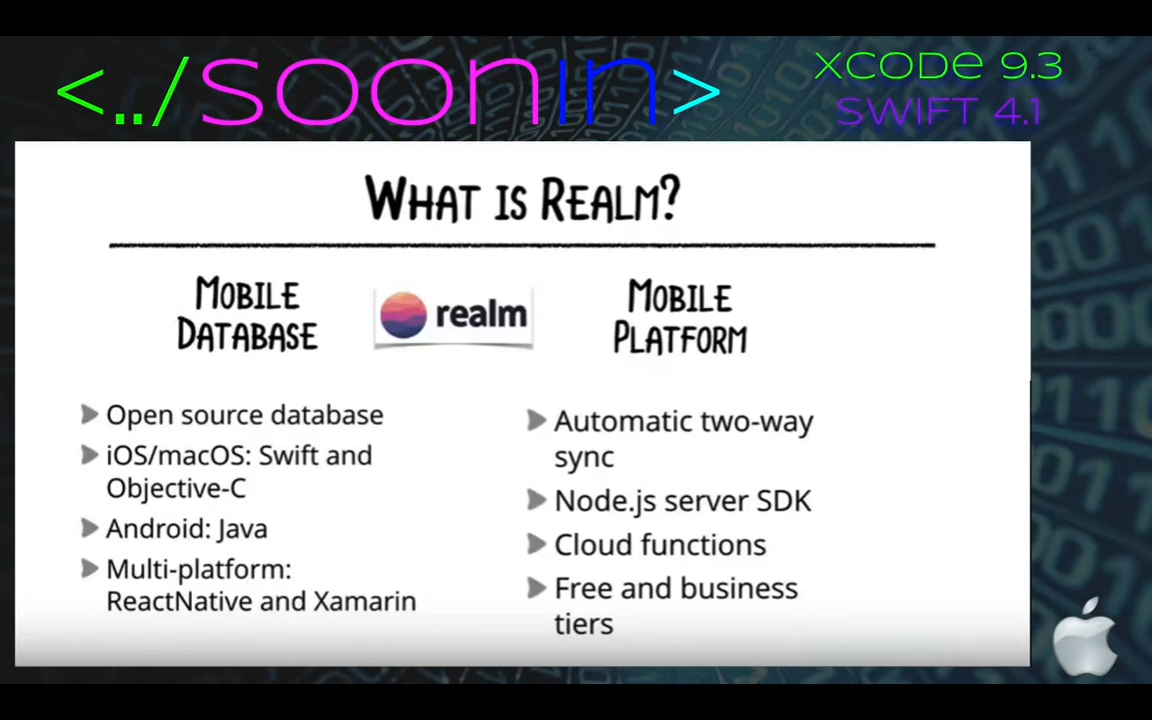 <../soonIn>
XCODE 9.3
SWIFT 4.1
WHAT IS REALM?
MOBILE
DATABASE
realm
MOBILE
PLATFORM
Open source database
iOS/macOS: Swift and
Objective-C
Android: Java
Multi-platform:
ReactNative and Xamarin
Automatic two-way
sync
Node.js server SDK
Cloud functions
Free and business
tiers